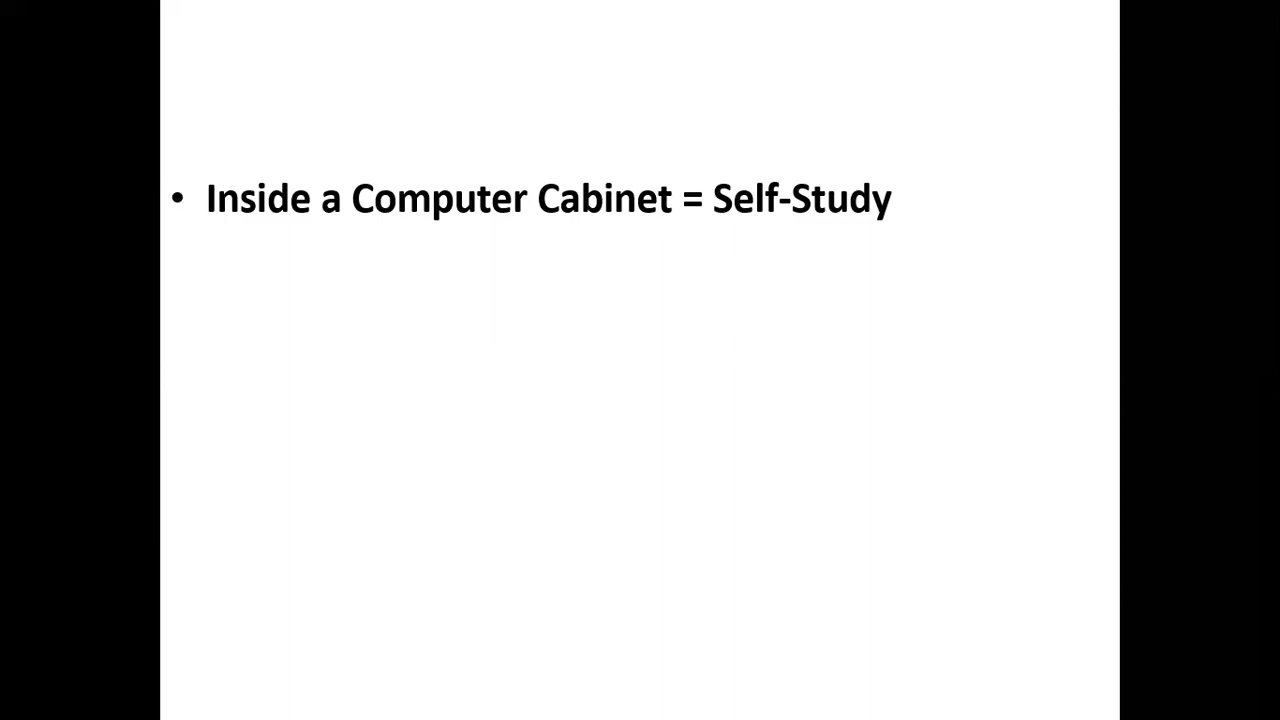 • Inside a Computer Cabinet = Self-Study